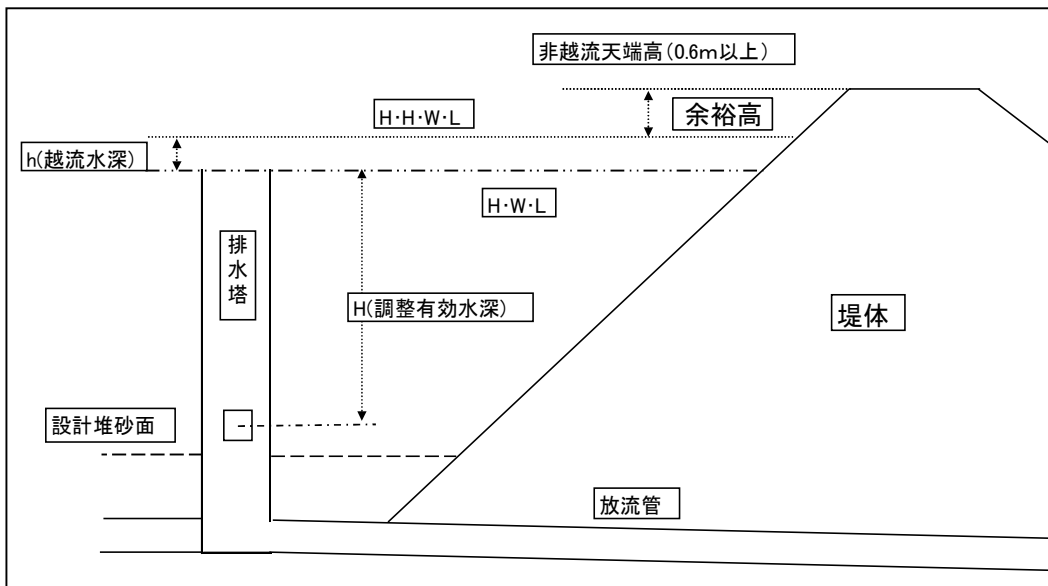 非越流天端高(0.6m以上)
H・H・W・L
余裕高
h(越流水深)
H・W・L
排水塔
H(調整有効水深)
堤体
設計堆砂面
放流管